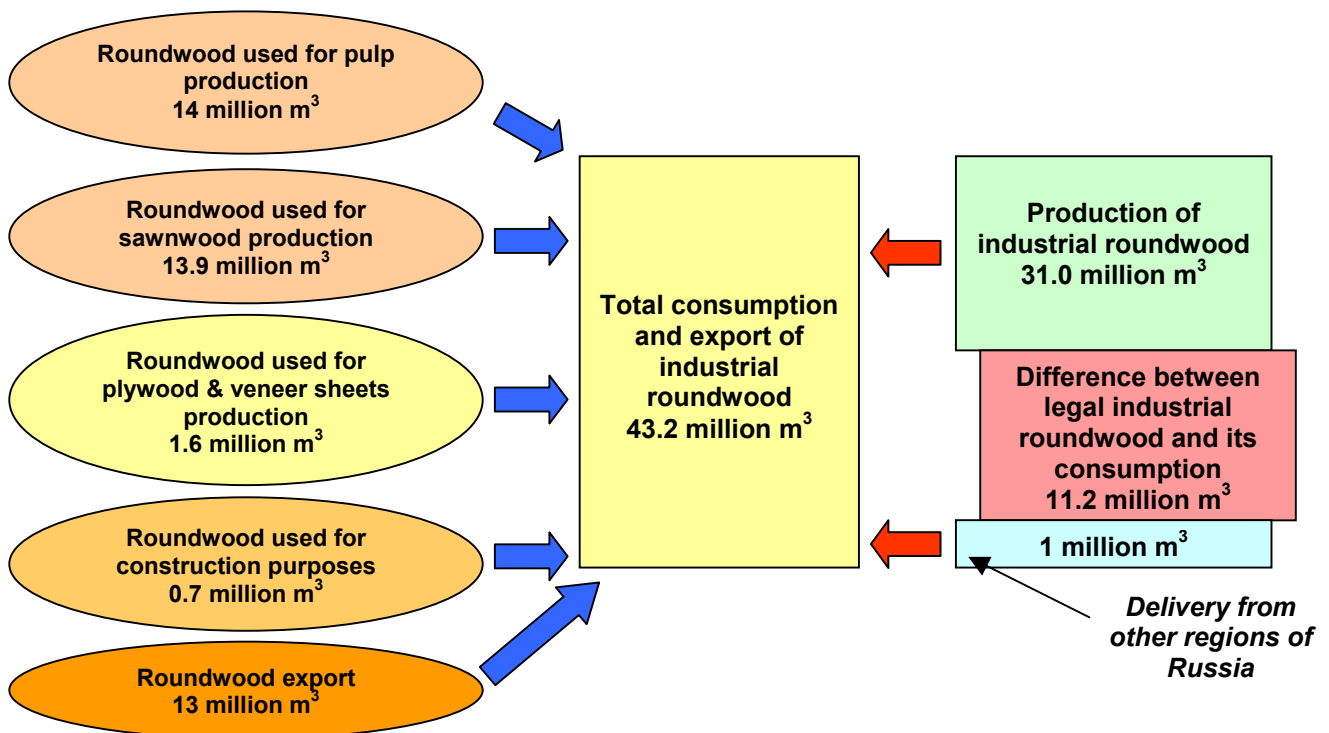 Roundwood used for pulp
production
14 million m³
Roundwood used for
sawnwood production
13.9 million m³
Roundwood used for
plywood & veneer sheets
production
1.6 million m³
Roundwood used for
construction purposes
0.7 million m³
Roundwood export
13 million m³
Total consumption
and export of
industrial
roundwood
43.2 million m³
Production of
industrial roundwood
31.0 million m³
Difference between
legal industrial
roundwood and its
consumption
11.2 million m³
1 million m³
Delivery from
other regions of
Russia